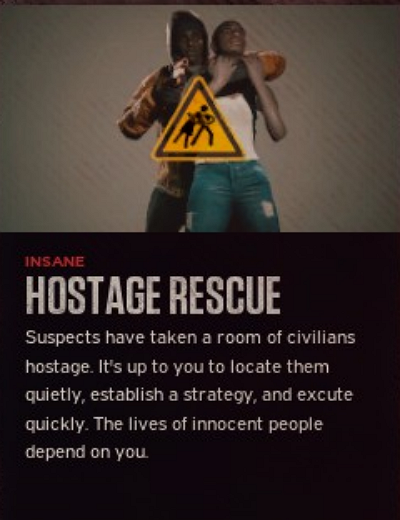 INSANE
HOSTAGE RESCUE
Suspects have taken a room of civilians
hostage. It's up to you to locate them
quietly, establish a strategy, and excute
quickly. The lives of innocent people
depend on you.